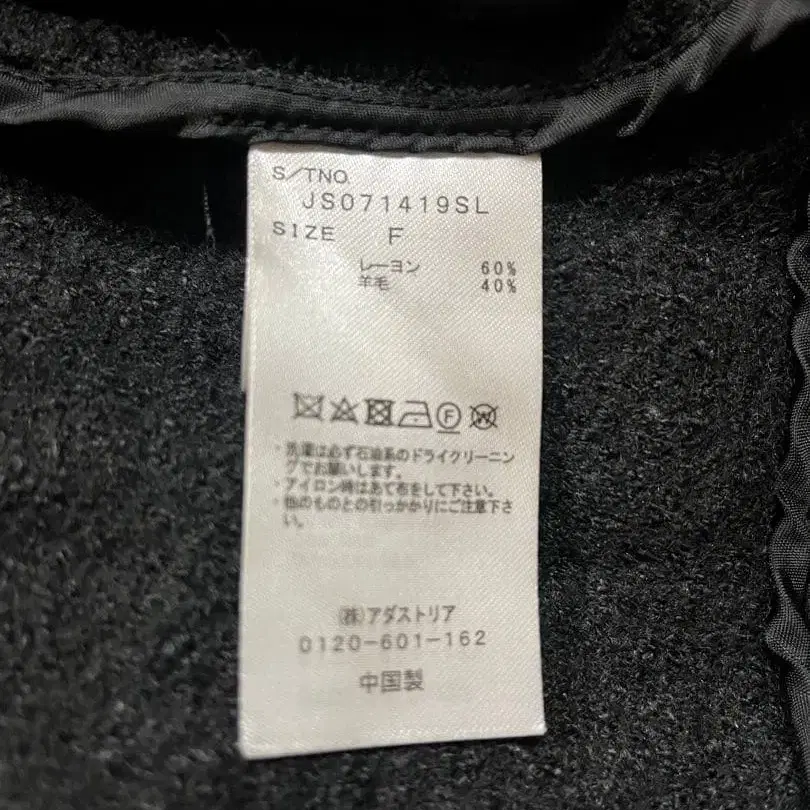 S/TNO.
JS071419SL
SIZE F
レーヨン 60%
羊毛 40%
F
W
・洗濯は必ず石油系のドライクリーニン
グでお願いします。
・アイロン時はあて布をして下さい。
・他のものとの引っかかりにご注意下さ
い。
(株)アダストリア
0120-601-162
中国製